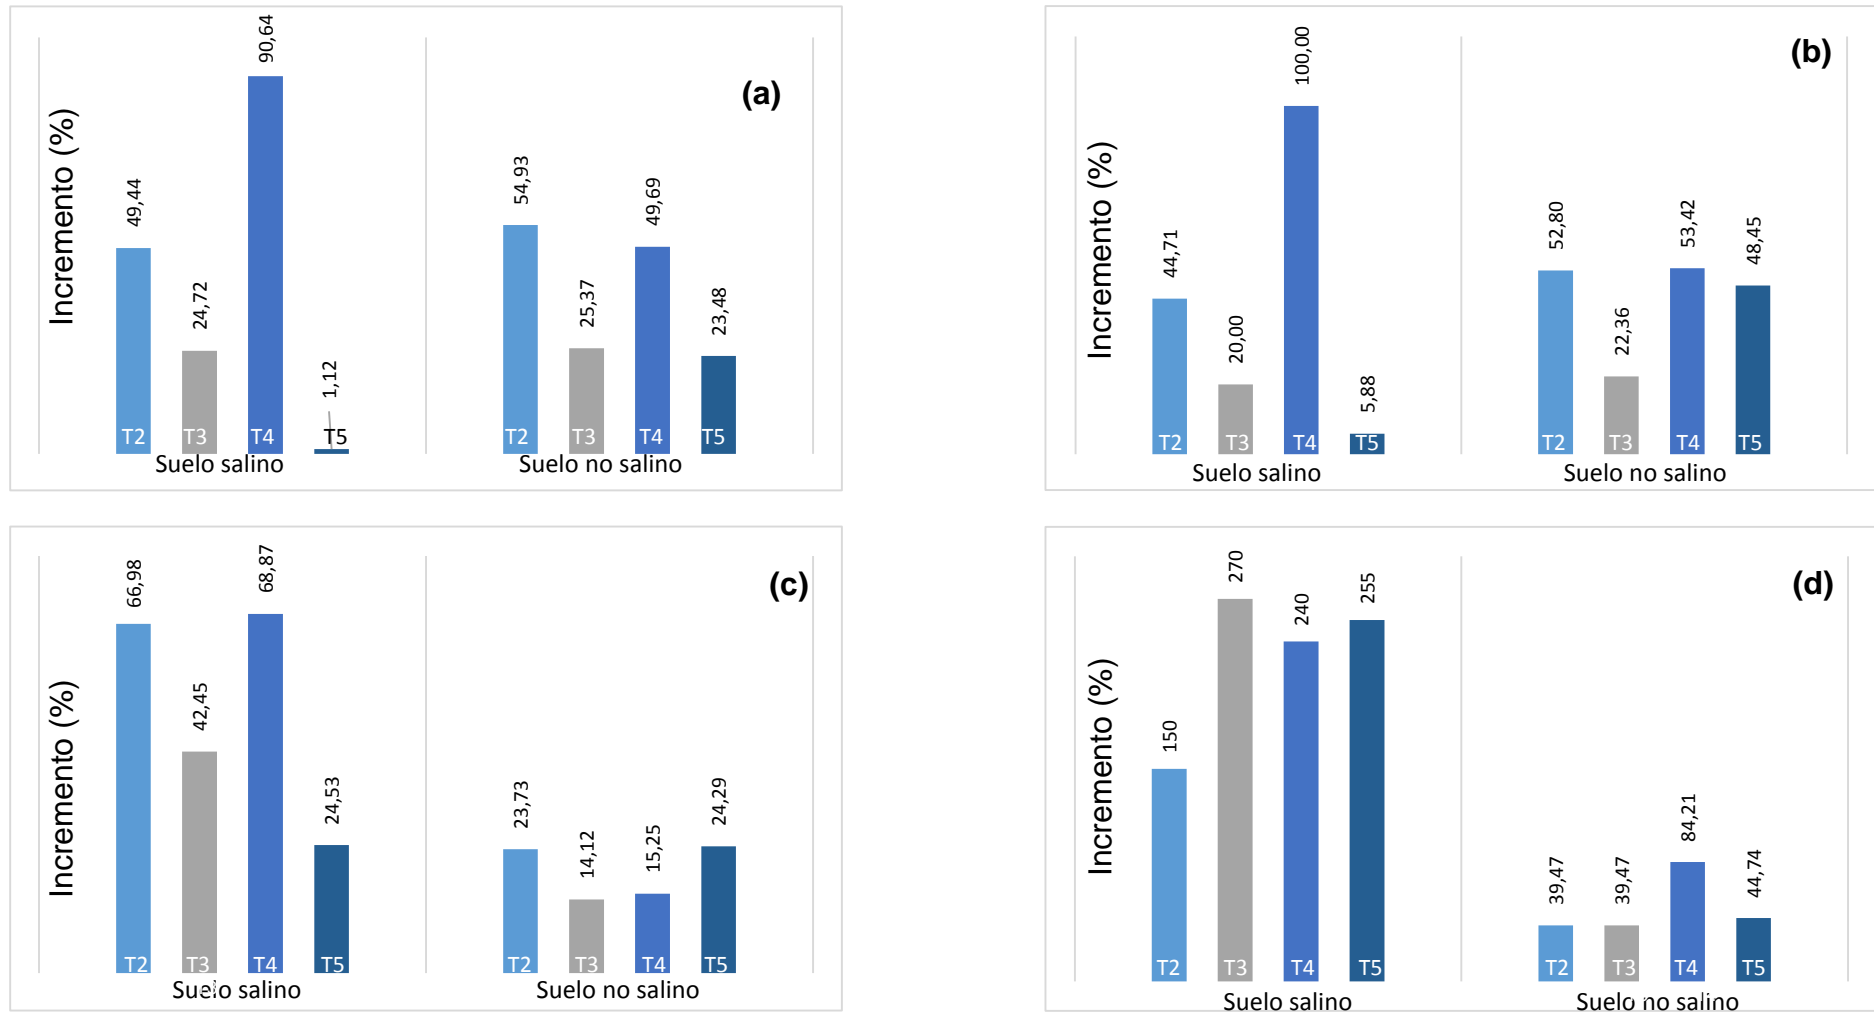 (a)
Incremento (%)
49,44
24,72
90,64
1,12
54,93
25,37
49,69
23,48
T2 T3 T4 T5 T2 T3 T4 T5
Suelo salino Suelo no salino
(b)
Incremento (%)
44,71
20,00
100,00
5,88
52,80
22,36
53,42
48,45
T2 T3 T4 T5 T2 T3 T4 T5
Suelo salino Suelo no salino
(c)
Incremento (%)
66,98
42,45
68,87
24,53
23,73
14,12
15,25
24,29
T2 T3 T4 T5 T2 T3 T4 T5
Suelo salino Suelo no salino
(d)
Incremento (%)
150
270
240
255
39,47
39,47
84,21
44,74
T2 T3 T4 T5 T2 T3 T4 T5
Suelo salino Suelo no salino